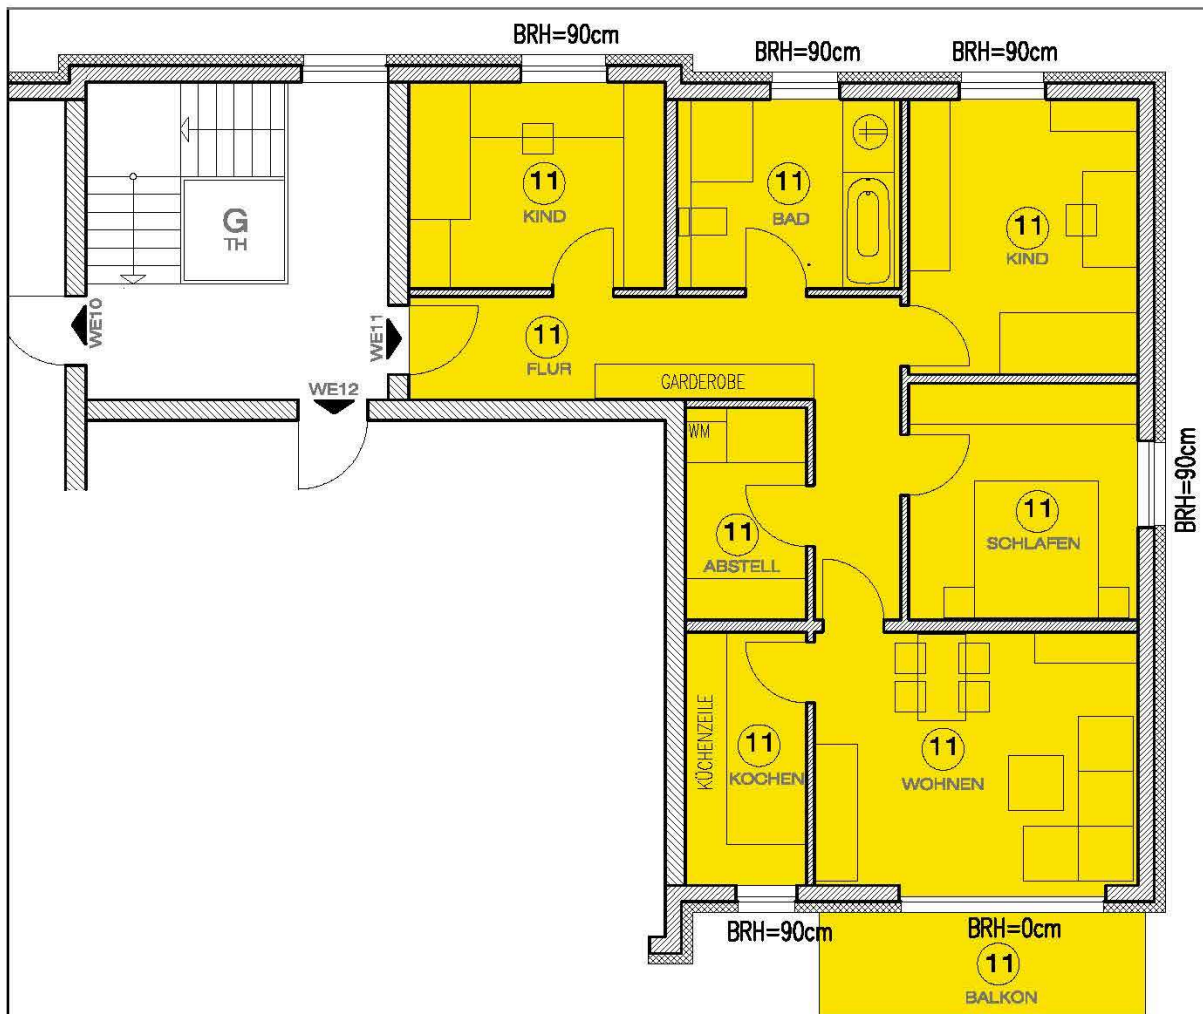 BRH=90cm
BRH=90cm
BRH=90cm
11
KIND
11
BAD
11
KIND
G
TH
WE10
WE11
11
FLUR
WE12
GARDEROBE
WM
BRH=90cm
11
SCHLAFEN
11
ABSTELL
KÜCHENZEILE
11
KOCHEN
11
WOHNEN
BRH=90cm
BRH=0cm
11
BALKON